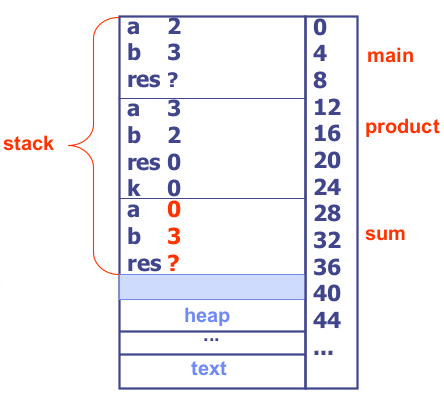 a 2 0
b 3 4 main
res ? 8
a 3 12
b 2 16 product
stack res 0 20
k 0 24
a 0 28
b 3 32 sum
res ? 36
40
heap 44
... ...
text